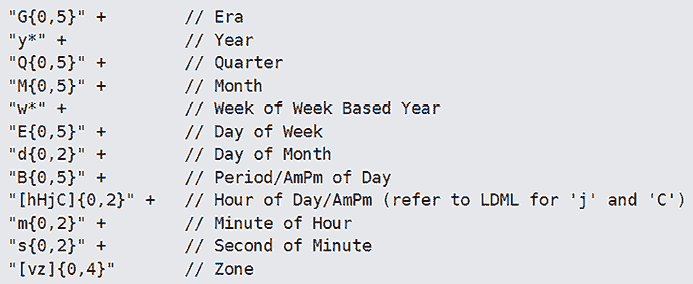 "G{0,5}" + // Era
"y*" + // Year
"Q{0,5}" + // Quarter
"M{0,5}" + // Month
"w*" + // Week of Week Based Year
"E{0,5}" + // Day of Week
"d{0,2}" + // Day of Month
"B{0,5}" + // Period/AmPm of Day
"[hHjC]{0,2}" + // Hour of Day/AmPm (refer to LDML for 'j' and 'C')
"m{0,2}" + // Minute of Hour
"s{0,2}" + // Second of Minute
"[vz]{0,4}" // Zone